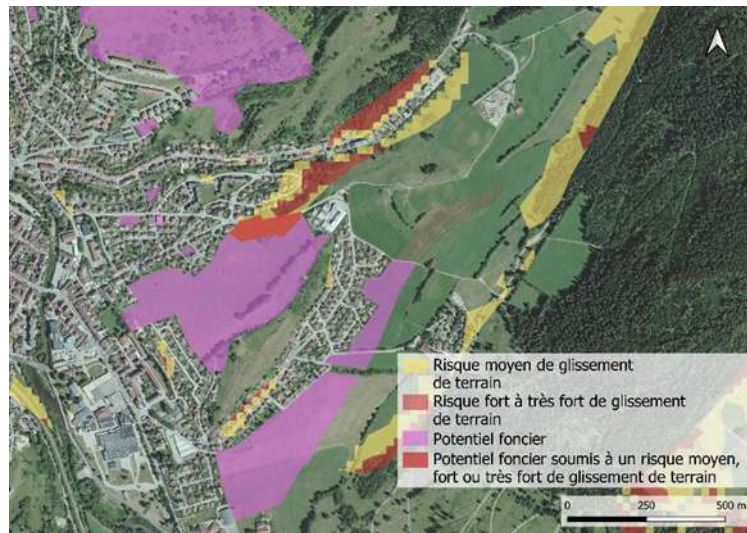 Risque moyen de glissement
de terrain
Risque fort à très fort de glissement
de terrain
Potentiel foncier
Potentiel foncier soumis à un risque moyen,
fort ou très fort de glissement de terrain
0 250 500 m